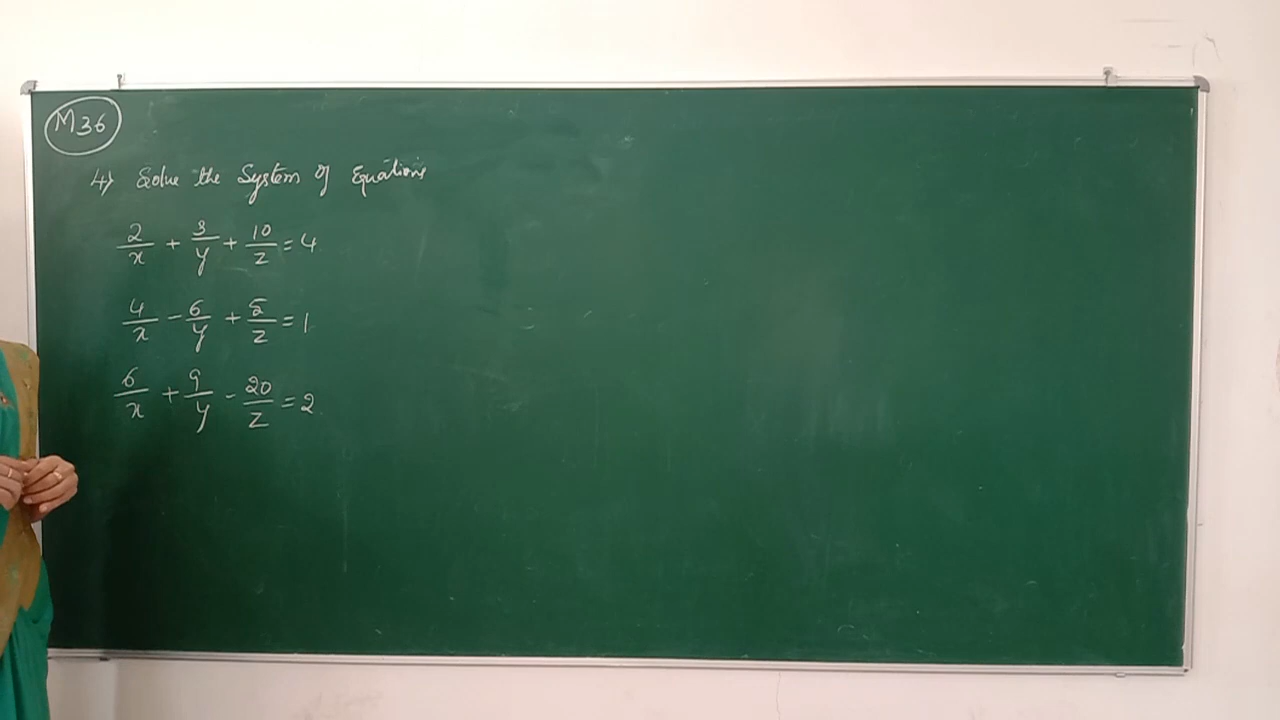 M36
4) Solve the System of Equations
2/x + 3/y + 10/z = 4
4/x - 6/y + 5/z = 1
6/x + 9/y - 20/z = 2